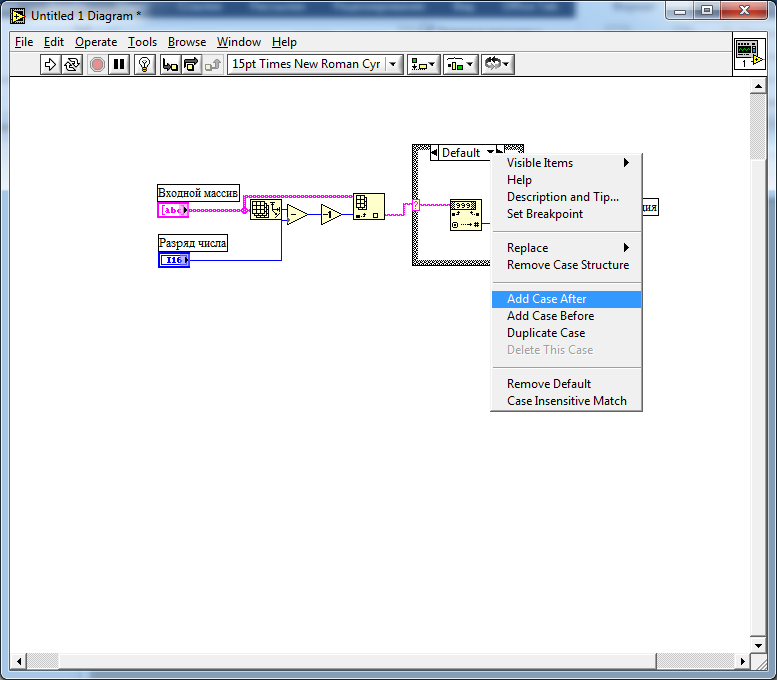 Untitled 1 Diagram *
File Edit Operate Tools Browse Window Help
15pt Times New Roman Cyr
1
Default
Visible Items
Help
Description and Tip...
Set Breakpoint
Replace
Remove Case Structure
Add Case After
Add Case Before
Duplicate Case
Delete This Case
Remove Default
Case Insensitive Match
Входной массив
[abc
Разряд числа
I16
-1
?
999
#
ция